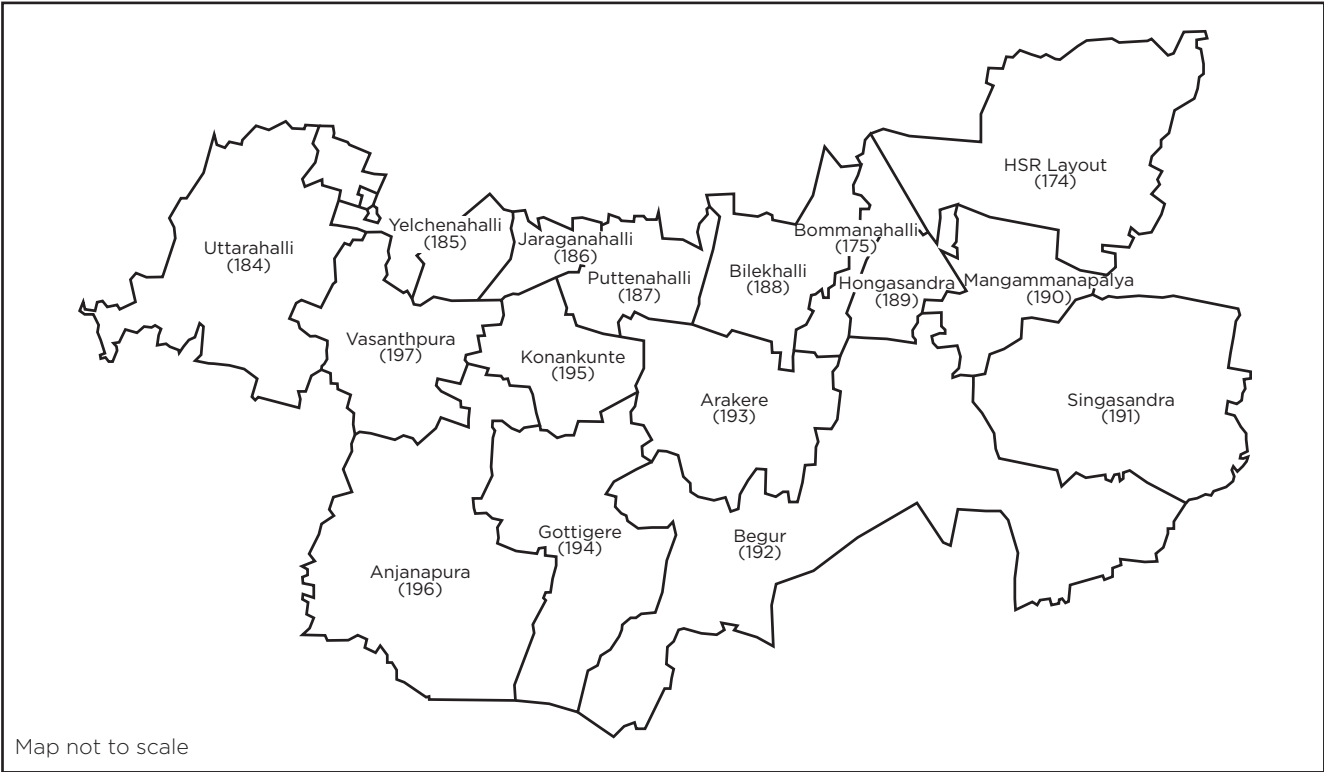 HSR Layout
(174)
Yelchenahalli
(185)
Jaraganahalli
(186)
Bommanahalli
(175)
Uttarahalli
(184)
Puttenahalli
(187)
Bilekhalli
(188)
Hongasandra
(189)
Mangammanapalya
(190)
Vasanthpura
(197)
Konankunte
(195)
Arakere
(193)
Singasandra
(191)
Gottigere
(194)
Begur
(192)
Anjanapura
(196)
Map not to scale